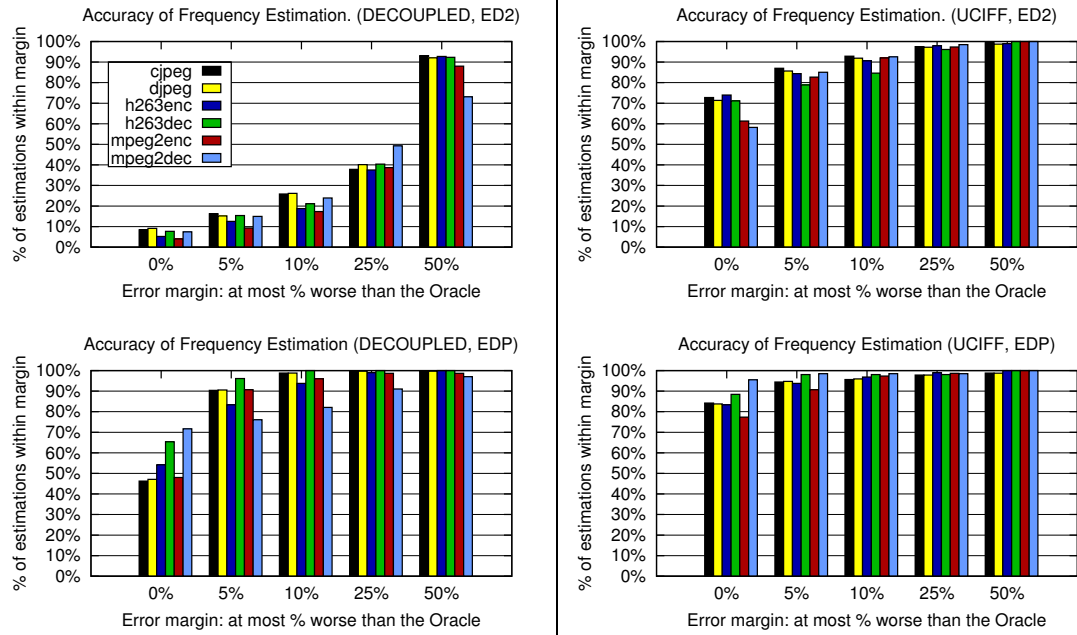 Accuracy of Frequency Estimation. (DECOUPLED, ED2)
% of estimations within margin
100%
90%
80%
70%
60%
50%
40%
30%
20%
10%
0%
cjpeg
djpeg
h263enc
h263dec
mpeg2enc
mpeg2dec
0% 5% 10% 25% 50%
Error margin: at most % worse than the Oracle
Accuracy of Frequency Estimation. (UCIFF, ED2)
% of estimations within margin
100%
90%
80%
70%
60%
50%
40%
30%
20%
10%
0%
0% 5% 10% 25% 50%
Error margin: at most % worse than the Oracle
Accuracy of Frequency Estimation (DECOUPLED, EDP)
% of estimations within margin
100%
90%
80%
70%
60%
50%
40%
30%
20%
10%
0%
0% 5% 10% 25% 50%
Error margin: at most % worse than the Oracle
Accuracy of Frequency Estimation (UCIFF, EDP)
% of estimations within margin
100%
90%
80%
70%
60%
50%
40%
30%
20%
10%
0%
0% 5% 10% 25% 50%
Error margin: at most % worse than the Oracle